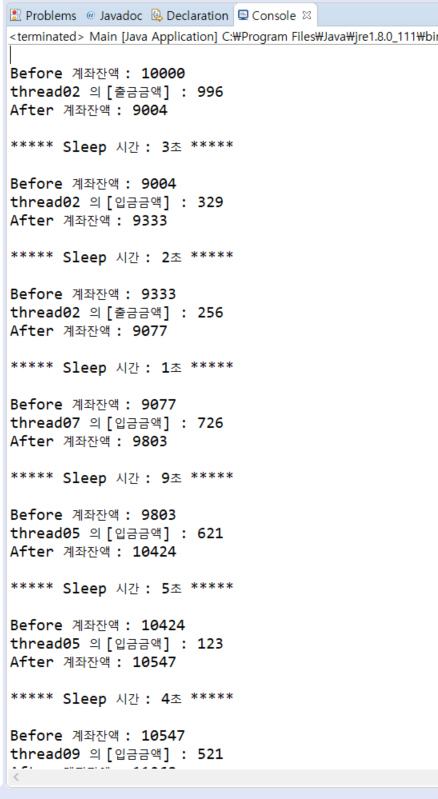 Problems @ Javadoc Declaration Console
<terminated> Main [Java Application] C:₩Program Files₩Java₩jre1.8.0_111₩bin
Before 계좌잔액 : 10000
thread02 의 [출금금액] : 996
After 계좌잔액 : 9004
***** Sleep 시간 : 3초 *****
Before 계좌잔액 : 9004
thread02 의 [입금금액] : 329
After 계좌잔액 : 9333
***** Sleep 시간 : 2초 *****
Before 계좌잔액 : 9333
thread02 의 [출금금액] : 256
After 계좌잔액 : 9077
***** Sleep 시간 : 1초 *****
Before 계좌잔액 : 9077
thread07 의 [입금금액] : 726
After 계좌잔액 : 9803
***** Sleep 시간 : 9초 *****
Before 계좌잔액 : 9803
thread05 의 [입금금액] : 621
After 계좌잔액 : 10424
***** Sleep 시간 : 5초 *****
Before 계좌잔액 : 10424
thread05 의 [입금금액] : 123
After 계좌잔액 : 10547
***** Sleep 시간 : 4초 *****
Before 계좌잔액 : 10547
thread09 의 [입금금액] : 521